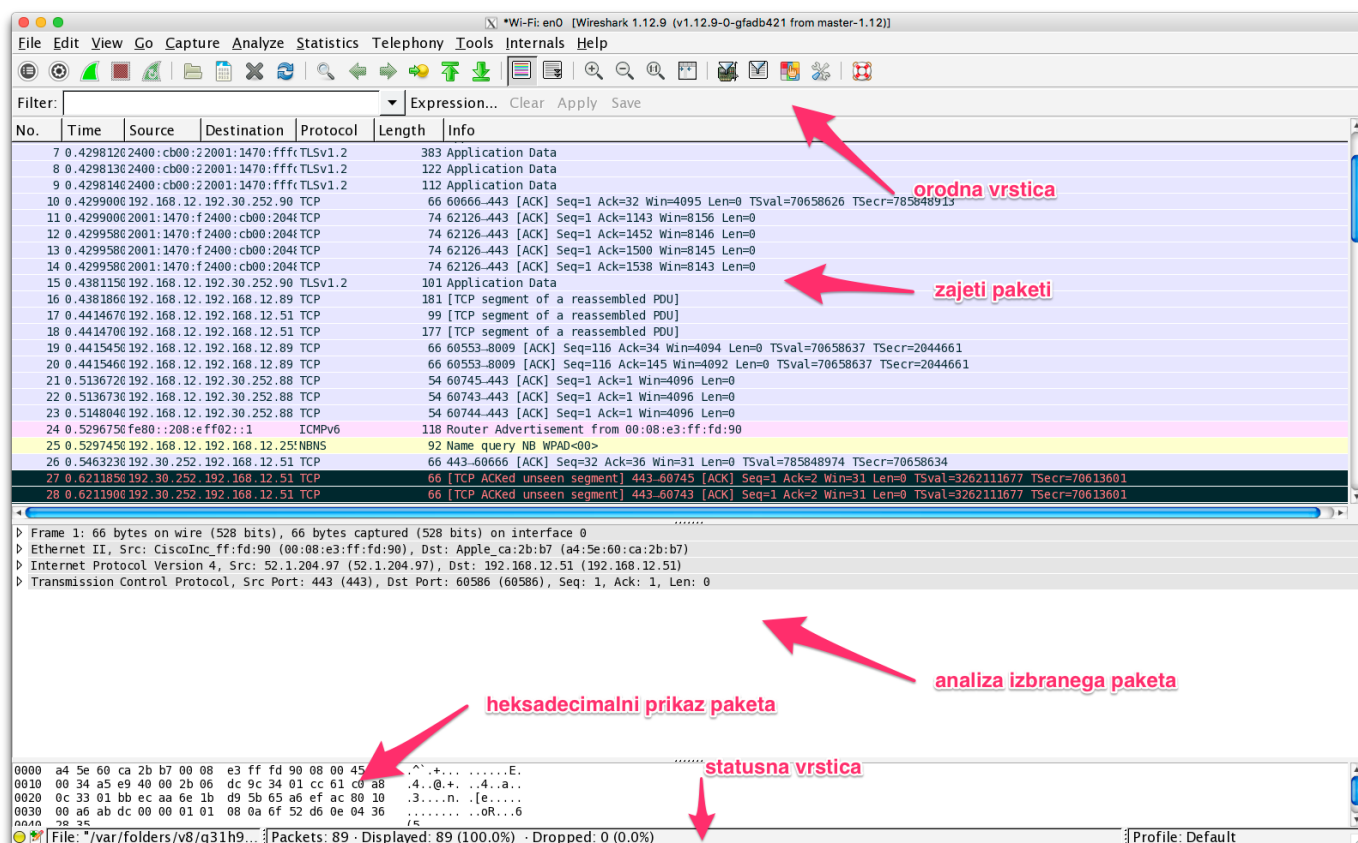 *Wi-Fi: en0 [Wireshark 1.12.9 (v1.12.9-0-gfadb421 from master-1.12)]
File Edit View Go Capture Analyze Statistics Telephony Tools Internals Help
Filter: Expression... Clear Apply Save
No. Time Source Destination Protocol Length Info
7 0.4298120 2400:cb00:2 2001:1470:fffc TLSv1.2 383 Application Data
8 0.4298130 2400:cb00:2 2001:1470:fffc TLSv1.2 122 Application Data
9 0.4298140 2400:cb00:2 2001:1470:fffc TLSv1.2 112 Application Data
orodna vrstica
10 0.4299000 192.168.12. 192.30.252.90 TCP 66 60666→443 [ACK] Seq=1 Ack=32 Win=4095 Len=0 TSval=70658626 TSecr=785848913
11 0.4299000 2001:1470:f 2400:cb00:2048 TCP 74 62126→443 [ACK] Seq=1 Ack=1143 Win=8156 Len=0
12 0.4299580 2001:1470:f 2400:cb00:2048 TCP 74 62126→443 [ACK] Seq=1 Ack=1452 Win=8146 Len=0
13 0.4299580 2001:1470:f 2400:cb00:2048 TCP 74 62126→443 [ACK] Seq=1 Ack=1500 Win=8145 Len=0
14 0.4299580 2001:1470:f 2400:cb00:2048 TCP 74 62126→443 [ACK] Seq=1 Ack=1538 Win=8143 Len=0
15 0.4381150 192.168.12. 192.30.252.90 TLSv1.2 101 Application Data
zajeti paketi
16 0.4381860 192.168.12. 192.168.12.89 TCP 181 [TCP segment of a reassembled PDU]
17 0.4414670 192.168.12. 192.168.12.51 TCP 99 [TCP segment of a reassembled PDU]
18 0.4414700 192.168.12. 192.168.12.51 TCP 177 [TCP segment of a reassembled PDU]
19 0.4415450 192.168.12. 192.168.12.89 TCP 66 60553→8009 [ACK] Seq=116 Ack=34 Win=4094 Len=0 TSval=70658637 TSecr=2044661
20 0.4415460 192.168.12. 192.168.12.89 TCP 66 60553→8009 [ACK] Seq=116 Ack=145 Win=4092 Len=0 TSval=70658637 TSecr=2044661
21 0.5136720 192.168.12. 192.30.252.88 TCP 54 60745→443 [ACK] Seq=1 Ack=1 Win=4096 Len=0
22 0.5136730 192.168.12. 192.30.252.88 TCP 54 60743→443 [ACK] Seq=1 Ack=1 Win=4096 Len=0
23 0.5148040 192.168.12. 192.30.252.88 TCP 54 60744→443 [ACK] Seq=1 Ack=1 Win=4096 Len=0
24 0.5296750 fe80::208:e ff02::1 ICMPv6 118 Router Advertisement from 00:08:e3:ff:fd:90
25 0.5297450 192.168.12. 192.168.12.255 NBNS 92 Name query NB WPAD<00>
26 0.5463230 192.30.252. 192.168.12.51 TCP 66 443→60666 [ACK] Seq=32 Ack=36 Win=31 Len=0 TSval=785848974 TSecr=70658634
27 0.6211850 192.30.252. 192.168.12.51 TCP 66 [TCP ACKed unseen segment] 443→60745 [ACK] Seq=1 Ack=2 Win=31 Len=0 TSval=3262111677 TSecr=70613601
28 0.6211900 192.30.252. 192.168.12.51 TCP 66 [TCP ACKed unseen segment] 443→60743 [ACK] Seq=1 Ack=2 Win=31 Len=0 TSval=3262111677 TSecr=70613601
Frame 1: 66 bytes on wire (528 bits), 66 bytes captured (528 bits) on interface 0
Ethernet II, Src: CiscoInc_ff:fd:90 (00:08:e3:ff:fd:90), Dst: Apple_ca:2b:b7 (a4:5e:60:ca:2b:b7)
Internet Protocol Version 4, Src: 52.1.204.97 (52.1.204.97), Dst: 192.168.12.51 (192.168.12.51)
Transmission Control Protocol, Src Port: 443 (443), Dst Port: 60586 (60586), Seq: 1, Ack: 1, Len: 0
analiza izbranega paketa
heksadecimalni prikaz paketa
statusna vrstica
0000 a4 5e 60 ca 2b b7 00 08 e3 ff fd 90 08 00 45 .^`.+... ......E.
0010 00 34 a5 e9 40 00 2b 06 dc 9c 34 01 cc 61 c0 a8 .4..@.+. ..4..a..
0020 0c 33 01 bb ec aa 6e 1b d9 5b 65 a6 ef ac 80 10 .3....n. .[e.....
0030 00 a6 ab dc 00 00 01 01 08 0a 6f 52 d6 0e 04 36 ........ ..oR...6
0040 28 35 (5
File: "/var/folders/v8/q31h9... Packets: 89 · Displayed: 89 (100.0%) · Dropped: 0 (0.0%) Profile: Default